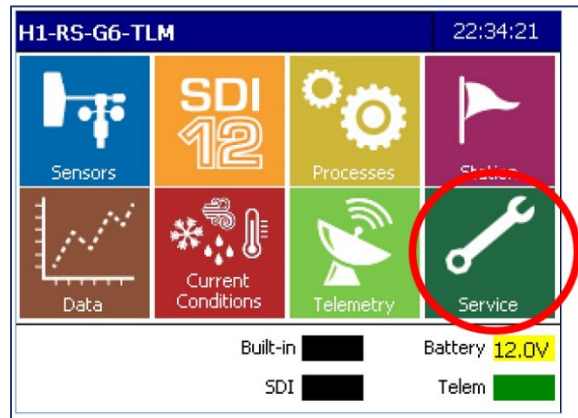 H1-RS-G6-TLM 22:34:21
SDI
12
Sensors Processes Station
Current
Data Conditions Telemetry Service
Built-in Battery 12.0V
SDI Telem